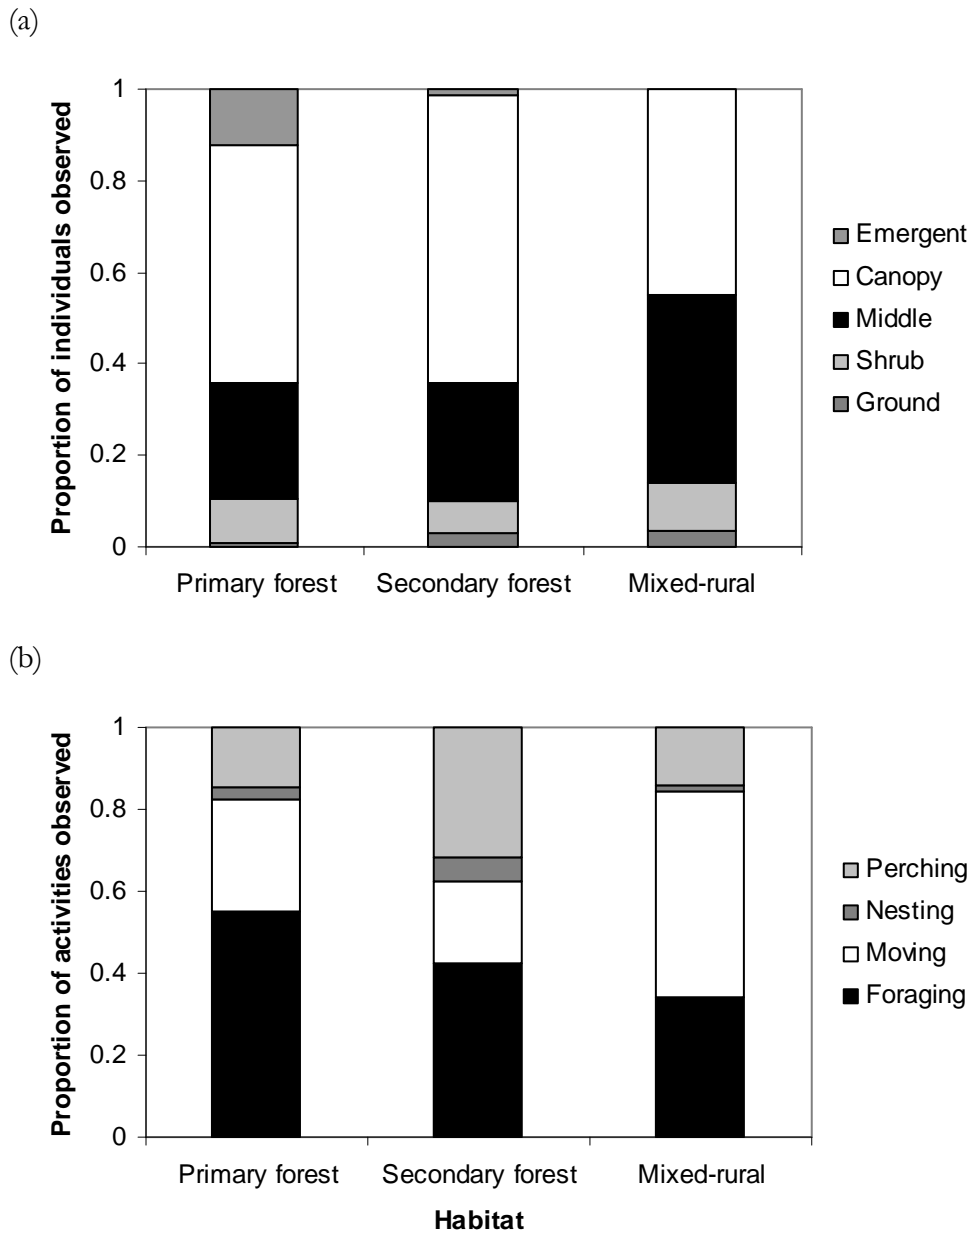 (a)
Proportion of individuals observed
1
0.8
0.6
0.4
0.2
0
Primary forest Secondary forest Mixed-rural
Emergent
Canopy
Middle
Shrub
Ground
(b)
Proportion of activities observed
1
0.8
0.6
0.4
0.2
0
Primary forest Secondary forest Mixed-rural
Habitat
Perching
Nesting
Moving
Foraging